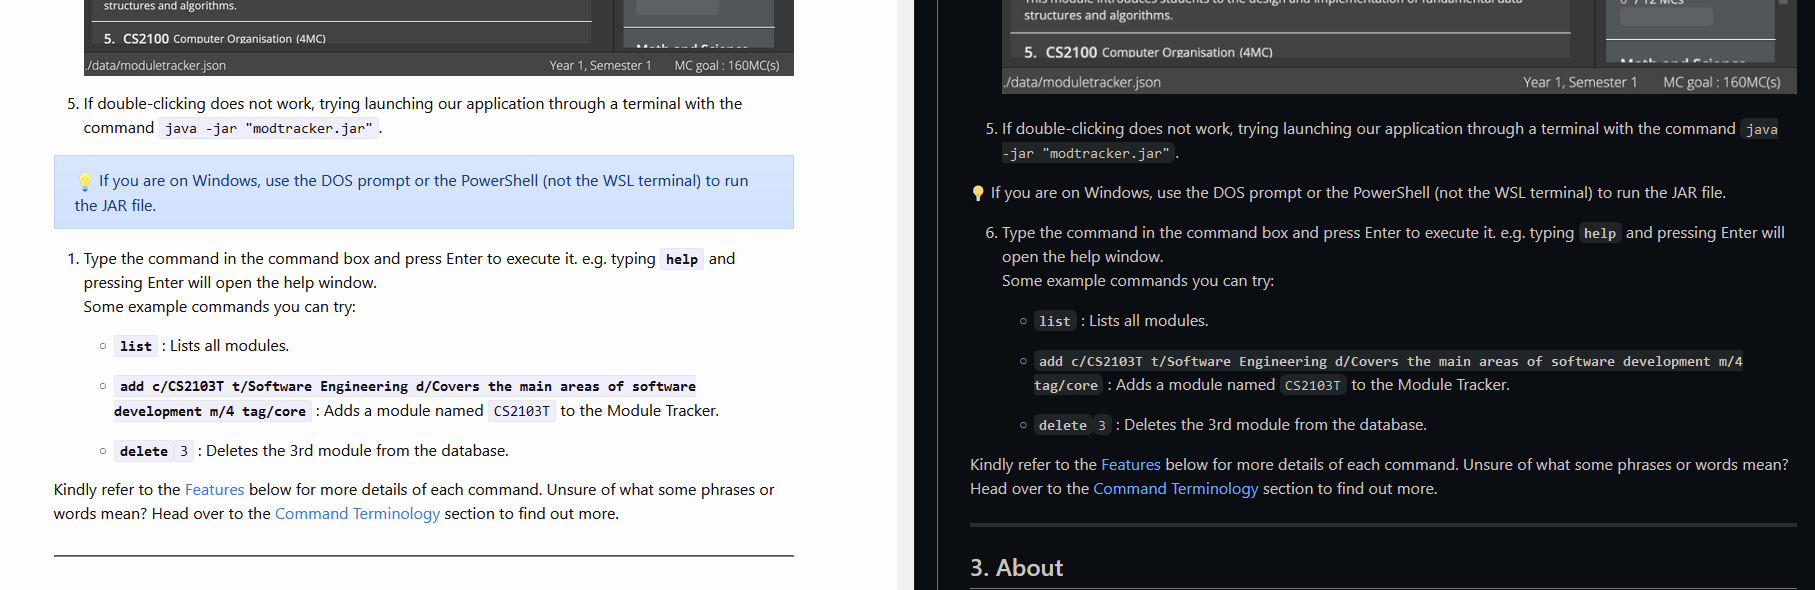 structures and algorithms.
5. CS2100 Computer Organisation (4MC)
./data/moduletracker.json Year 1, Semester 1 MC goal : 160MC(s)
5. If double-clicking does not work, trying launching our application through a terminal with the
command java -jar "modtracker.jar" .
💡 If you are on Windows, use the DOS prompt or the PowerShell (not the WSL terminal) to run
the JAR file.
1. Type the command in the command box and press Enter to execute it. e.g. typing help and
pressing Enter will open the help window.
Some example commands you can try:
○ list : Lists all modules.
○ add c/CS2103T t/Software Engineering d/Covers the main areas of software
development m/4 tag/core : Adds a module named CS2103T to the Module Tracker.
○ delete 3 : Deletes the 3rd module from the database.
Kindly refer to the Features below for more details of each command. Unsure of what some phrases or
words mean? Head over to the Command Terminology section to find out more.
This module introduces students to the design and implementation of fundamental data
structures and algorithms.
0 / 12 MCs
5. CS2100 Computer Organisation (4MC)
./data/moduletracker.json Year 1, Semester 1 MC goal : 160MC(s)
5. If double-clicking does not work, trying launching our application through a terminal with the command java
-jar "modtracker.jar" .
💡 If you are on Windows, use the DOS prompt or the PowerShell (not the WSL terminal) to run the JAR file.
6. Type the command in the command box and press Enter to execute it. e.g. typing help and pressing Enter will
open the help window.
Some example commands you can try:
○ list : Lists all modules.
○ add c/CS2103T t/Software Engineering d/Covers the main areas of software development m/4
tag/core : Adds a module named CS2103T to the Module Tracker.
○ delete 3 : Deletes the 3rd module from the database.
Kindly refer to the Features below for more details of each command. Unsure of what some phrases or words mean?
Head over to the Command Terminology section to find out more.
3. About